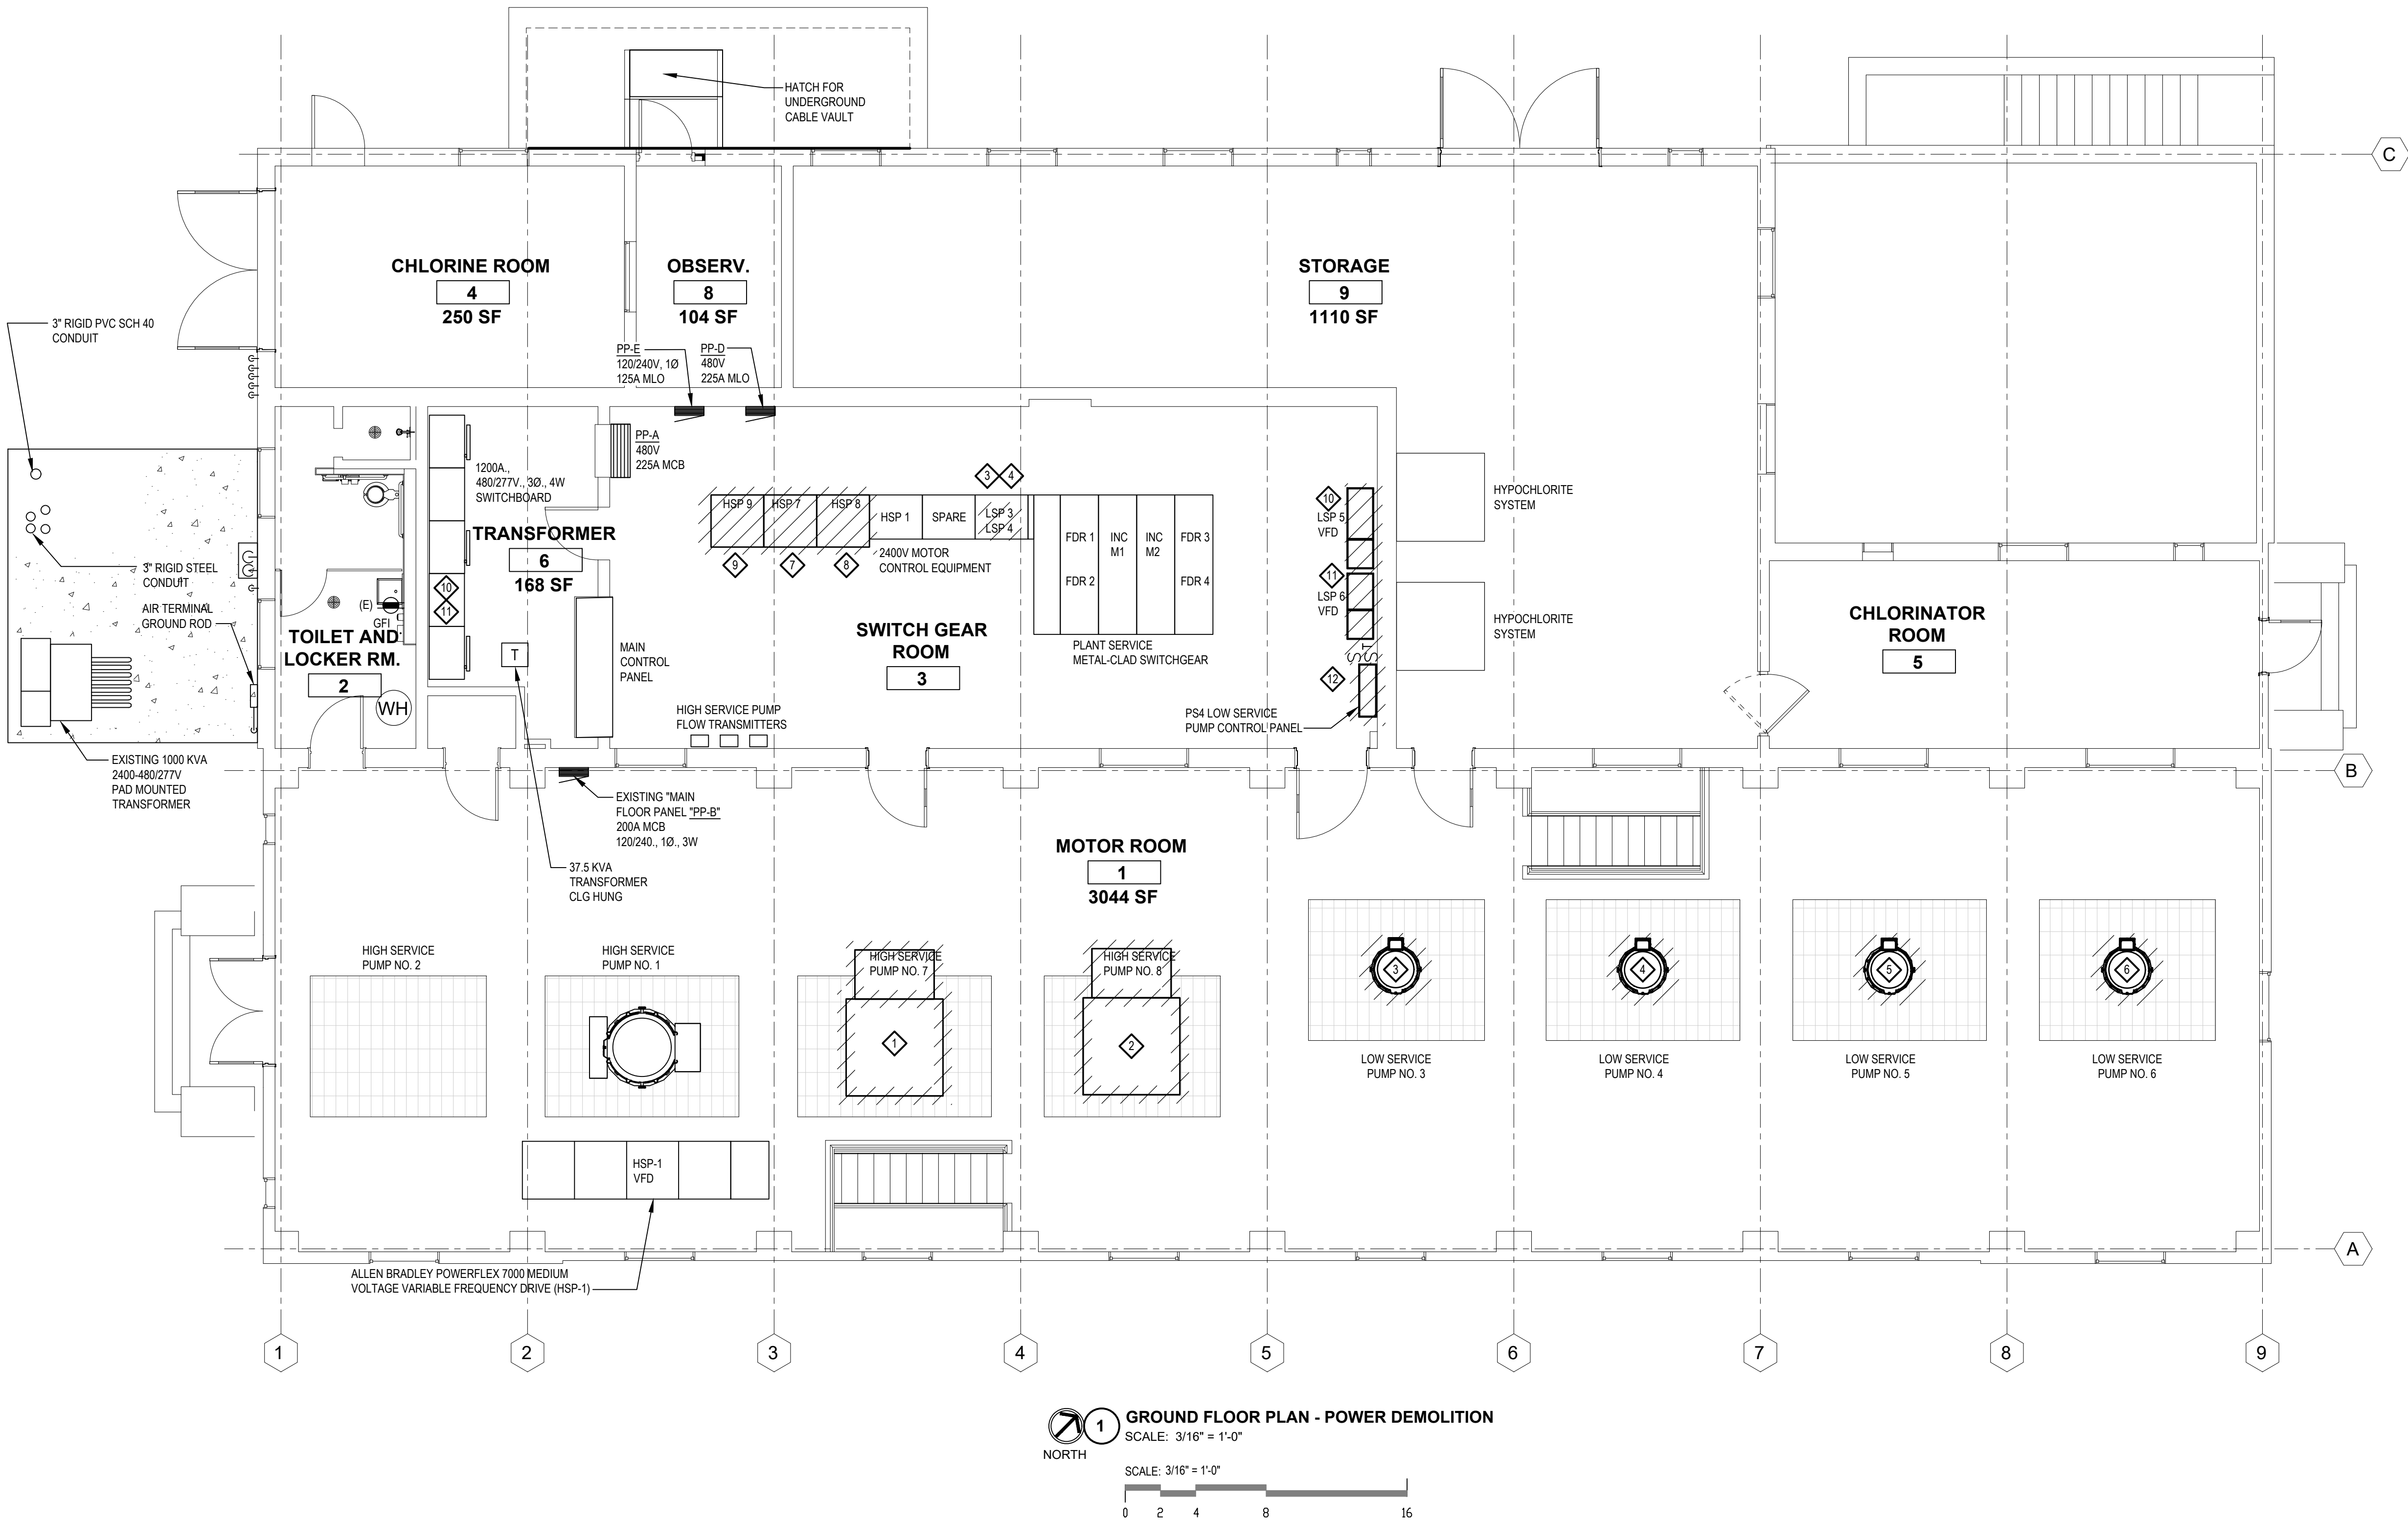 HATCH FOR
UNDERGROUND
CABLE VAULT
C
CHLORINE ROOM
4
250 SF
OBSERV.
8
104 SF
STORAGE
9
1110 SF
3" RIGID PVC SCH 40
CONDUIT
PP-E
120/240V, 1Ø
125A MLO
PP-D
480V
225A MLO
PP-A
480V
225A MCB
1200A.,
480/277V., 3Ø., 4W
SWITCHBOARD
TRANSFORMER
6
168 SF
10
11
T
HSP 9
HSP 7
HSP 8
HSP 1
SPARE
LSP 3
LSP 4
3
4
9
7
8
2400V MOTOR
CONTROL EQUIPMENT
FDR 1
FDR 2
INC
M1
INC
M2
FDR 3
FDR 4
PLANT SERVICE
METAL-CLAD SWITCHGEAR
10
LSP 5
VFD
11
LSP 6
VFD
12
LS1
S
PS4 LOW SERVICE
PUMP CONTROL PANEL
HYPOCHLORITE
SYSTEM
HYPOCHLORITE
SYSTEM
CHLORINATOR
ROOM
5
3" RIGID STEEL
CONDUIT
AIR TERMINAL
GROUND ROD
(E)
GFI
TOILET AND
LOCKER RM.
2
WH
MAIN
CONTROL
PANEL
SWITCH GEAR
ROOM
3
HIGH SERVICE PUMP
FLOW TRANSMITTERS
EXISTING 1000 KVA
2400-480/277V
PAD MOUNTED
TRANSFORMER
B
EXISTING "MAIN
FLOOR PANEL "PP-B"
200A MCB
120/240., 1Ø., 3W
37.5 KVA
TRANSFORMER
CLG HUNG
MOTOR ROOM
1
3044 SF
HIGH SERVICE
PUMP NO. 2
HIGH SERVICE
PUMP NO. 1
HIGH SERVICE
PUMP NO. 7
1
HIGH SERVICE
PUMP NO. 8
2
3
LOW SERVICE
PUMP NO. 3
4
LOW SERVICE
PUMP NO. 4
5
LOW SERVICE
PUMP NO. 5
6
LOW SERVICE
PUMP NO. 6
HSP-1
VFD
A
ALLEN BRADLEY POWERFLEX 7000 MEDIUM
VOLTAGE VARIABLE FREQUENCY DRIVE (HSP-1)
1
2
3
4
5
6
7
8
9
NORTH
1
GROUND FLOOR PLAN - POWER DEMOLITION
SCALE: 3/16" = 1'-0"
SCALE: 3/16" = 1'-0"
0
2
4
8
16